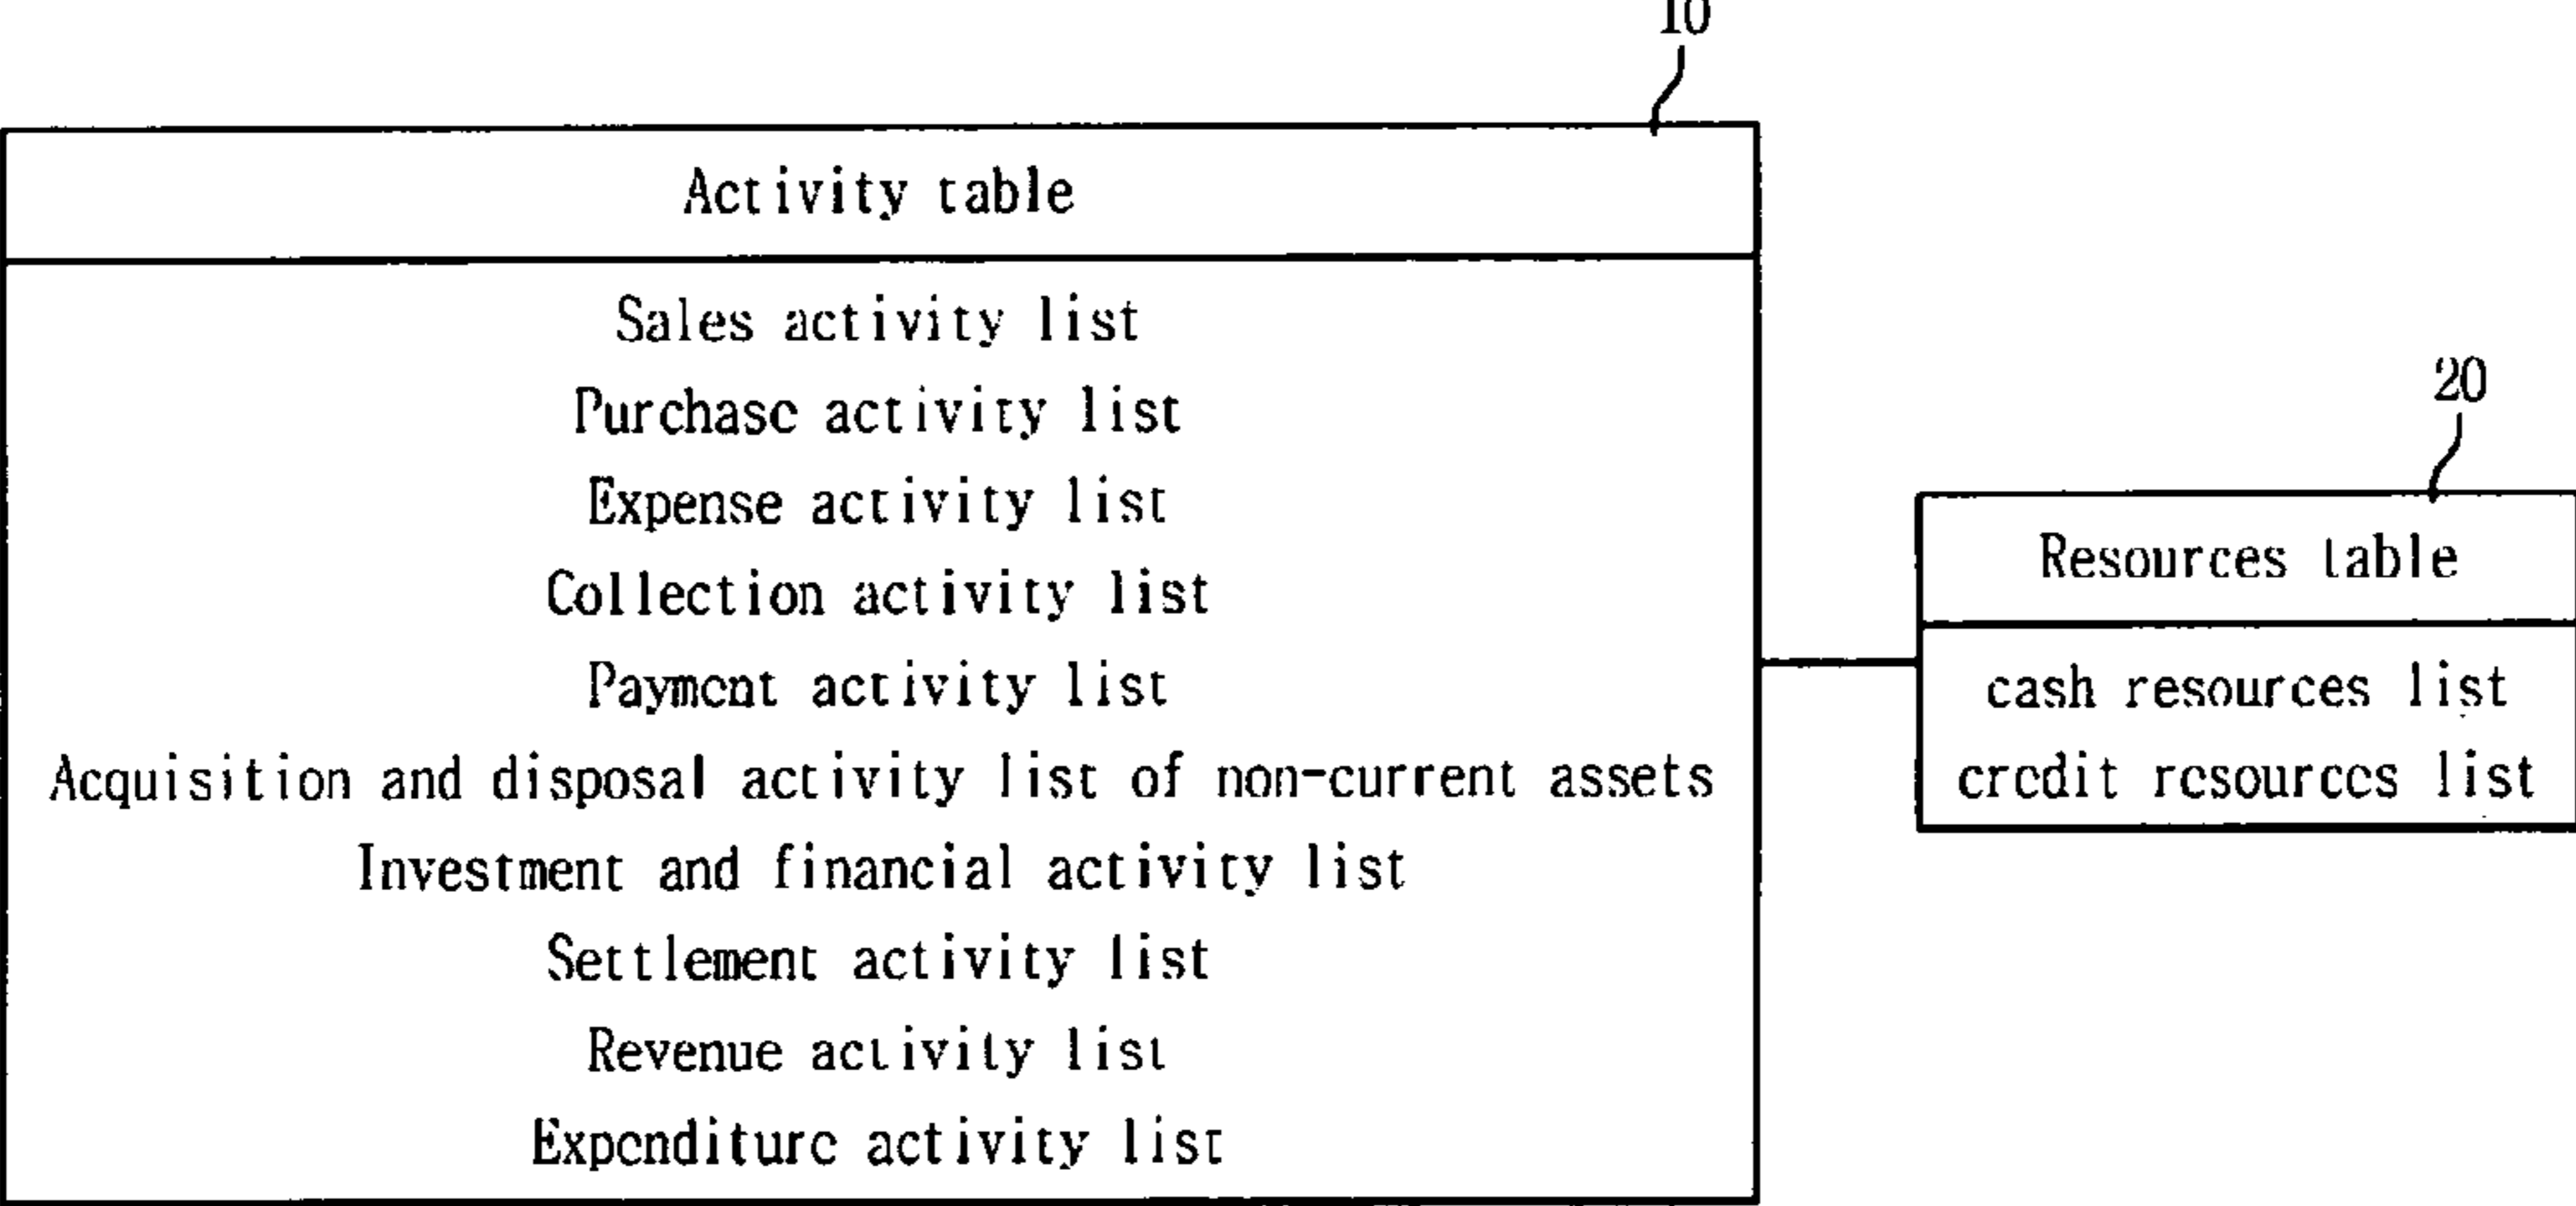 10
Activity table
Sales activity list
Purchase activity list
Expense activity list
Collection activity list
Payment activity list
Acquisition and disposal activity list of non-current assets
Investment and financial activity list
Settlement activity list
Revenue activity list
Expenditure activity list
20
Resources table
cash resources list
credit resources list